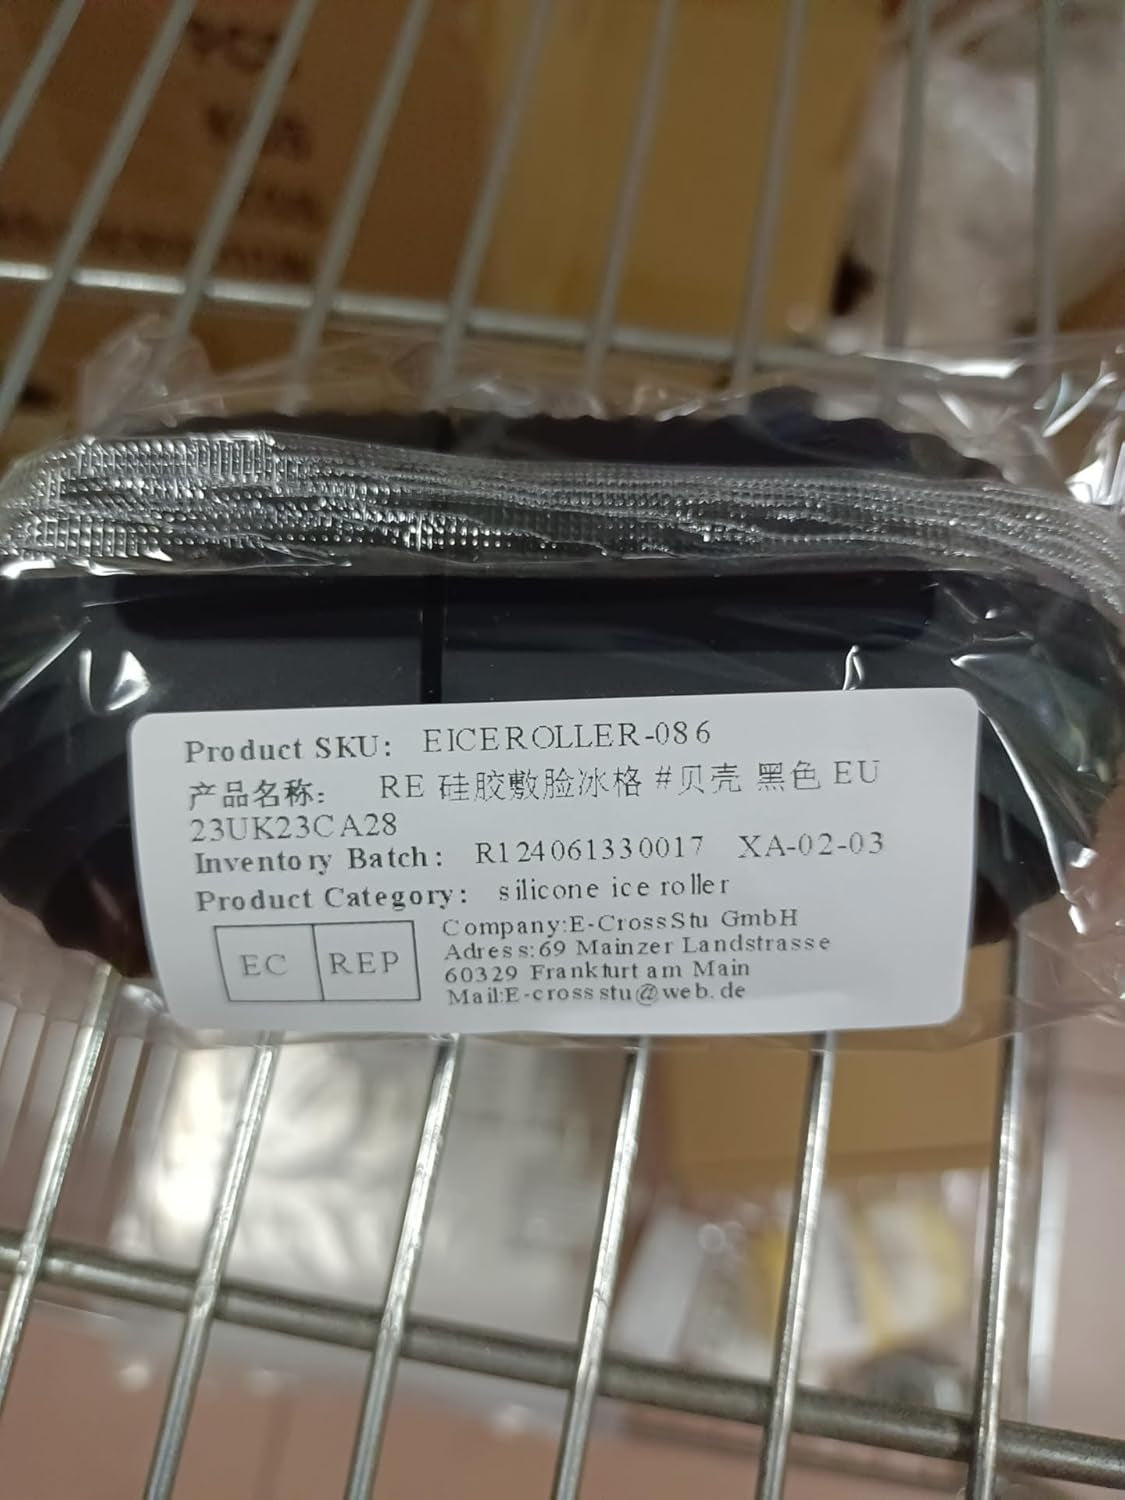 Product SKU: EICEROLLER-086
产品名称: RE 硅胶敷脸冰格 #贝壳 黑色 EU
23UK23CA28
Inventory Batch: R124061330017 XA-02-03
Product Category: silicone ice roller
EC REP
Company:E-CrossStu GmbH
Adress:69 Mainzer Landstrasse
60329 Frankfurt am Main
Mail:E-crossstu@web.de